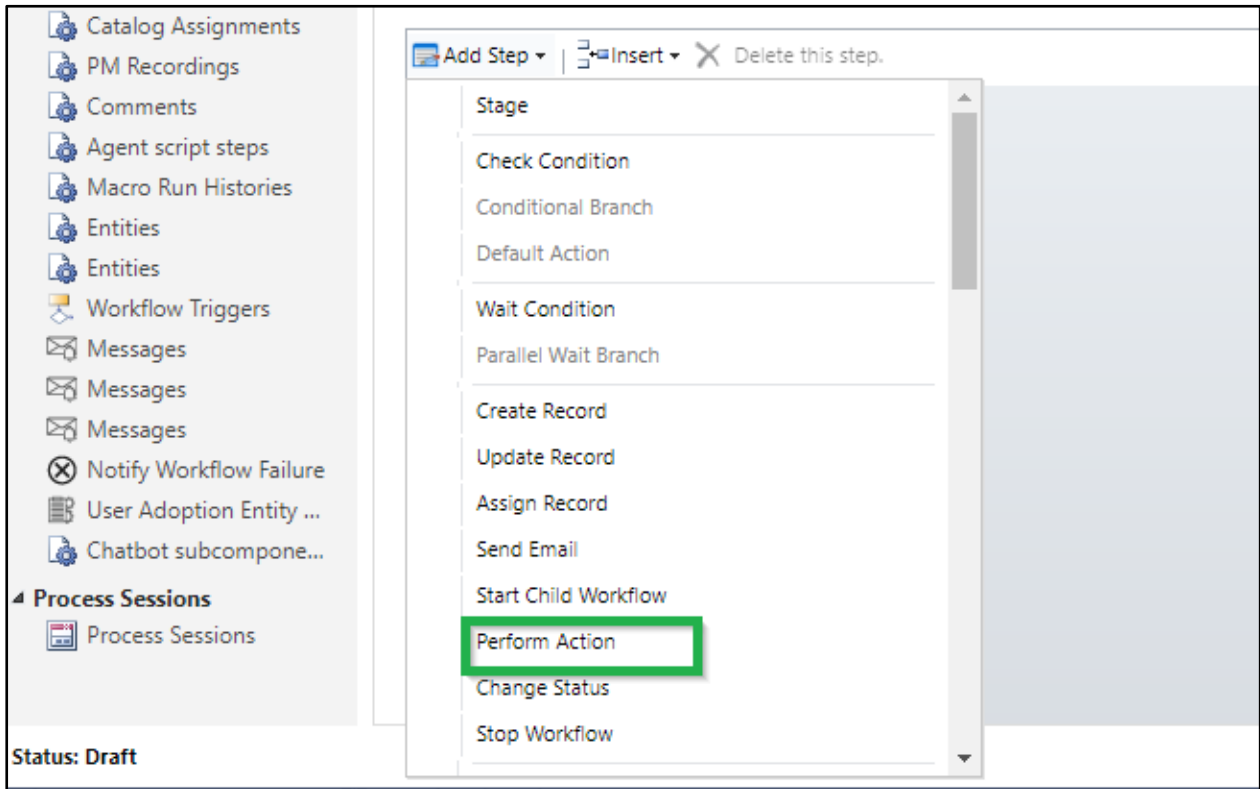 Catalog Assignments
PM Recordings
Comments
Agent script steps
Macro Run Histories
Entities
Entities
Workflow Triggers
Messages
Messages
Messages
Notify Workflow Failure
User Adoption Entity ...
Chatbot subcompone...
Process Sessions
Process Sessions
Status: Draft
Add Step Insert Delete this step.
Stage
Check Condition
Conditional Branch
Default Action
Wait Condition
Parallel Wait Branch
Create Record
Update Record
Assign Record
Send Email
Start Child Workflow
Perform Action
Change Status
Stop Workflow